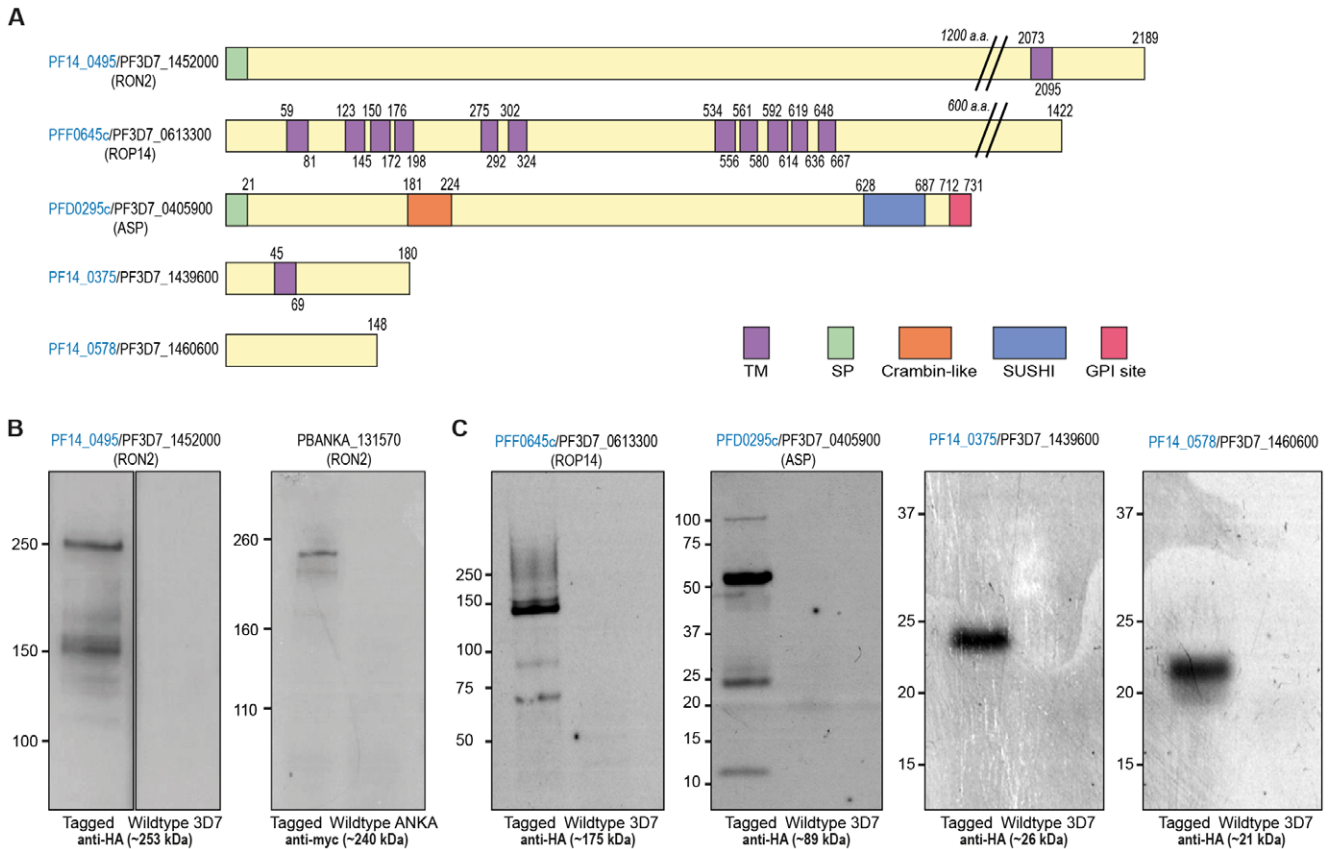 A
PF14_0495/PF3D7_1452000
(RON2)
1200 a.a.
2073
2189
2095
PFF0645c/PF3D7_0613300
(ROP14)
59 123 150 176 275 302 534 561 592 619 648
600 a.a.
1422
81 145 172 198 292 324 556 580 614 636 667
PFD0295c/PF3D7_0405900
(ASP)
21 181 224 628 687 712 731
PF14_0375/PF3D7_1439600
45 180
69
PF14_0578/PF3D7_1460600
148
TM SP Crambin-like SUSHI GPI site
B
PF14_0495/PF3D7_1452000
(RON2)
250
150
100
Tagged Wildtype 3D7
anti-HA (~253 kDa)
PBANKA_131570
(RON2)
260
160
110
Tagged Wildtype ANKA
anti-myc (~240 kDa)
C
PFF0645c/PF3D7_0613300
(ROP14)
250
150
100
75
50
Tagged Wildtype 3D7
anti-HA (~175 kDa)
PFD0295c/PF3D7_0405900
(ASP)
100
75
50
37
25
20
15
10
Tagged Wildtype 3D7
anti-HA (~89 kDa)
PF14_0375/PF3D7_1439600
37
25
20
15
Tagged Wildtype 3D7
anti-HA (~26 kDa)
PF14_0578/PF3D7_1460600
37
25
20
15
Tagged Wildtype 3D7
anti-HA (~21 kDa)